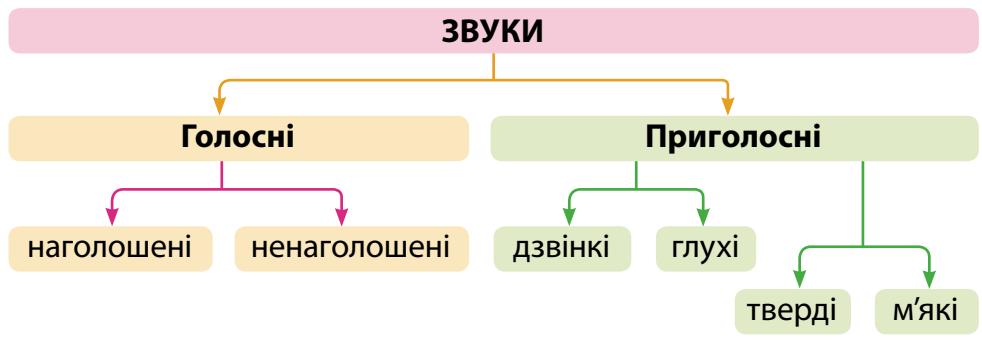 ЗВУКИ
Голосні
Приголосні
наголошені
ненаголошені
дзвінкі
глухі
тверді
м’які